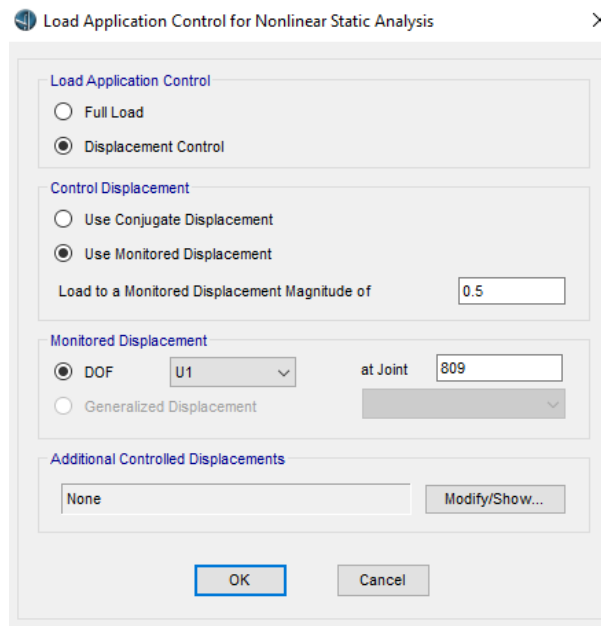 Load Application Control for Nonlinear Static Analysis
Load Application Control
Full Load
Displacement Control
Control Displacement
Use Conjugate Displacement
Use Monitored Displacement
Load to a Monitored Displacement Magnitude of 0.5
Monitored Displacement
DOF U1 at Joint 809
Generalized Displacement
Additional Controlled Displacements
None Modify/Show...
OK Cancel